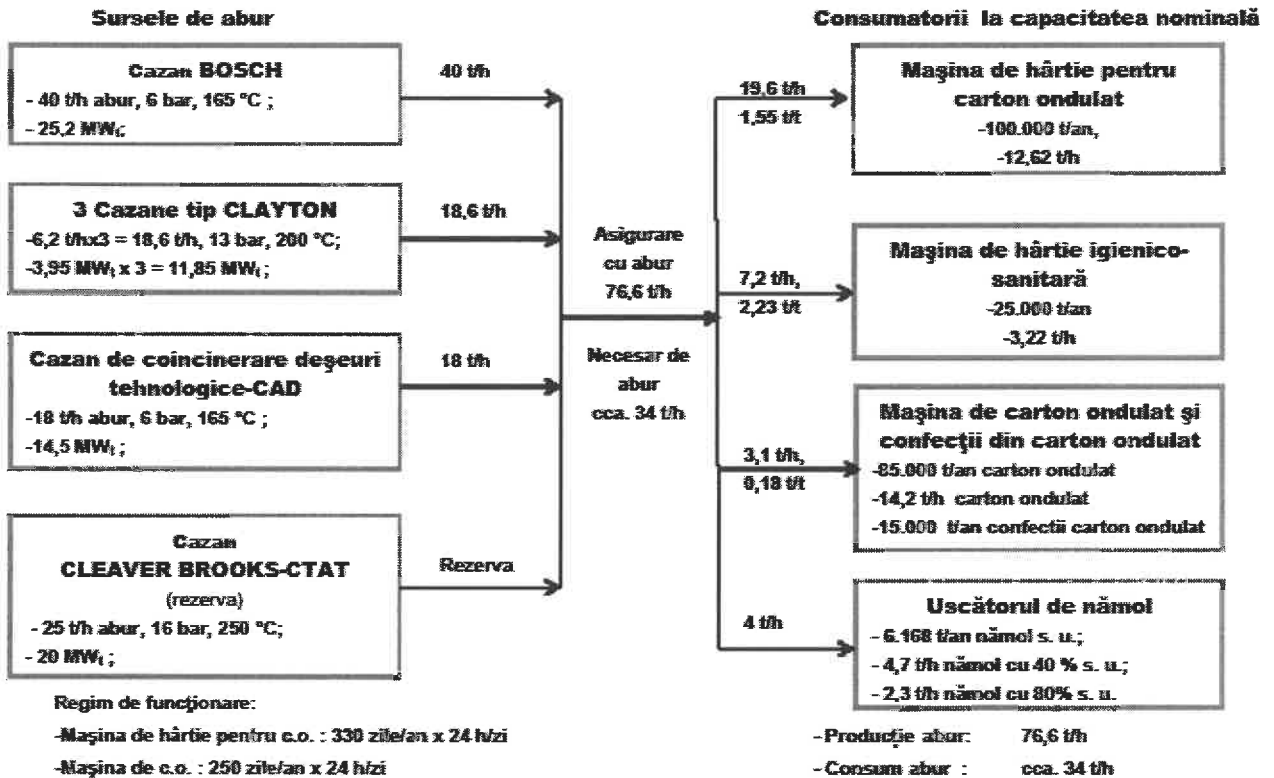 Sursele de abur
Consumatorii la capacitatea nominală
Cazan BOSCH
- 40 t/h abur, 6 bar, 165 °C ;
- 25,2 MWt;
40 t/h
3 Cazane tip CLAYTON
-6,2 t/hx3 = 18,6 t/h, 13 bar, 200 °C;
-3,95 MWt x 3 = 11,85 MWt ;
18,6 t/h
Cazan de coincinerare deşeuri
tehnologice-CAD
-18 t/h abur, 6 bar, 165 °C ;
-14,5 MWt ;
18 t/h
Cazan
CLEAVER BROOKS-CTAT
(rezerva)
- 25 t/h abur, 16 bar, 250 °C;
- 20 MWt ;
Rezerva
Asigurare
cu abur
76,6 t/h
Necesar de
abur
cca. 34 t/h
19,6 t/h
1,55 t/t
Maşina de hârtie pentru
carton ondulat
-100.000 t/an,
-12,62 t/h
7,2 t/h,
2,23 t/t
Maşina de hârtie igienico-
sanitară
-25.000 t/an
-3,22 t/h
3,1 t/h,
0,18 t/t
Maşina de carton ondulat şi
confecţii din carton ondulat
-85.000 t/an carton ondulat
-14,2 t/h carton ondulat
-15.000 t/an confectii carton ondulat
4 t/h
Uscătorul de nămol
- 6.168 t/an nămol s. u.;
- 4,7 t/h nămol cu 40 % s. u.;
- 2,3 t/h nămol cu 80% s. u.
Regim de funcţionare:
-Maşina de hârtie pentru c.o. : 330 zile/an x 24 h/zi
-Maşina de c.o. : 250 zile/an x 24 h/zi
- Producţie abur: 76,6 t/h
- Consum abur : cca. 34 t/h